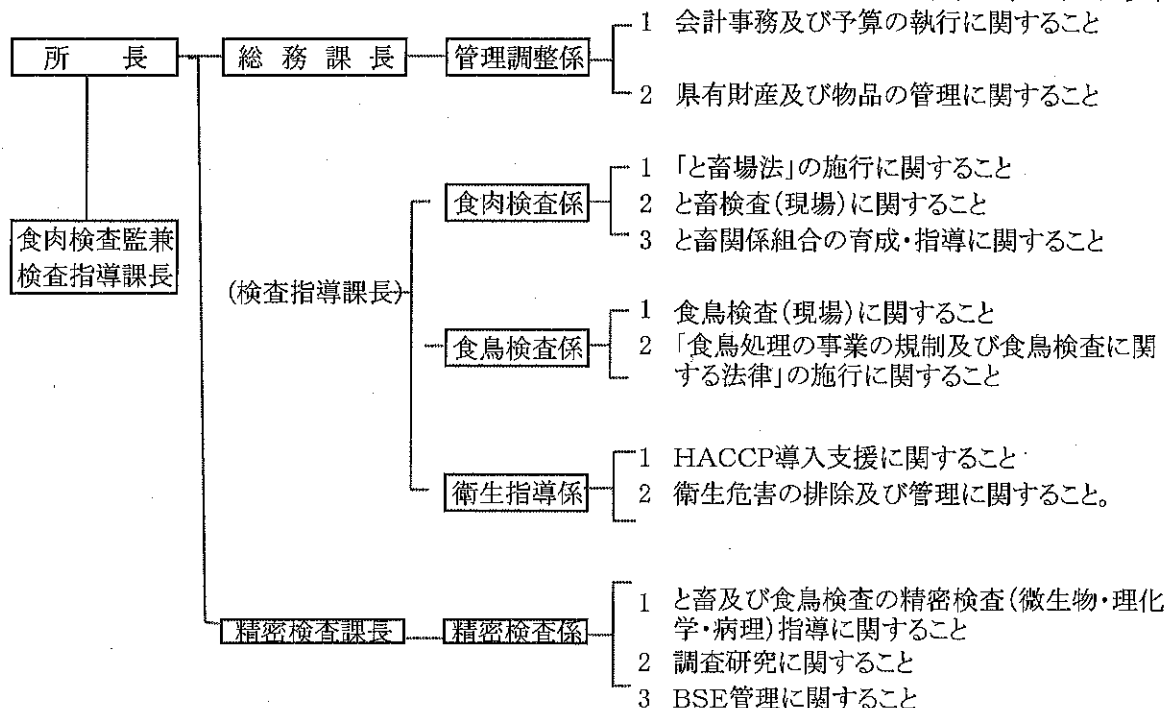 所　長
総 務 課 長
管理調整係
1　会計事務及び予算の執行に関すること
2　県有財産及び物品の管理に関すること
食肉検査監兼
検査指導課長
(検査指導課長)
食肉検査係
1　「と畜場法」の施行に関すること
2　と畜検査(現場)に関すること
3　と畜関係組合の育成・指導に関すること
食鳥検査係
1　食鳥検査(現場)に関すること
2　「食鳥処理の事業の規制及び食鳥検査に関
する法律」の施行に関すること
衛生指導係
1　HACCP導入支援に関すること
2　衛生危害の排除及び管理に関すること。
精密検査課長
精密検査係
1　と畜及び食鳥検査の精密検査(微生物・理化
学・病理)指導に関すること
2　調査研究に関すること
3　BSE管理に関すること